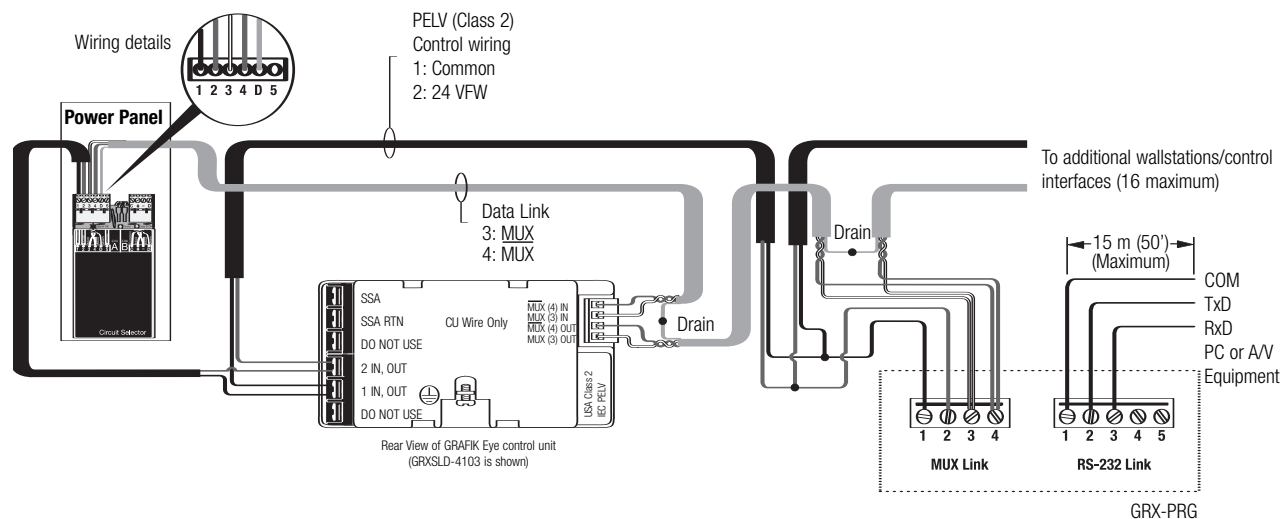 PELV (Class 2)
Control wiring
1: Common
2: 24 VFW
Wiring details
1 2 3 4 D 5
Power Panel
1 2 3 4 D 5
A B
Circuit Selector
Data Link
3: M̅U̅X̅
4: MUX
To additional wallstations/control
interfaces (16 maximum)
Drain
15 m (50')
(Maximum)
COM
TxD
RxD
PC or A/V
Equipment
SSA
SSA RTN
DO NOT USE
2 IN, OUT
1 IN, OUT
DO NOT USE
CU Wire Only
M̅U̅X̅ (4) IN
MUX (3) IN
M̅U̅X̅ (4) OUT
MUX (3) OUT
Drain
USA Class 2
IEC PELV
Rear View of GRAFIK Eye control unit
(GRXSLD-4103 is shown)
1 2 3 4
MUX Link
1 2 3 4 5
RS-232 Link
GRX-PRG